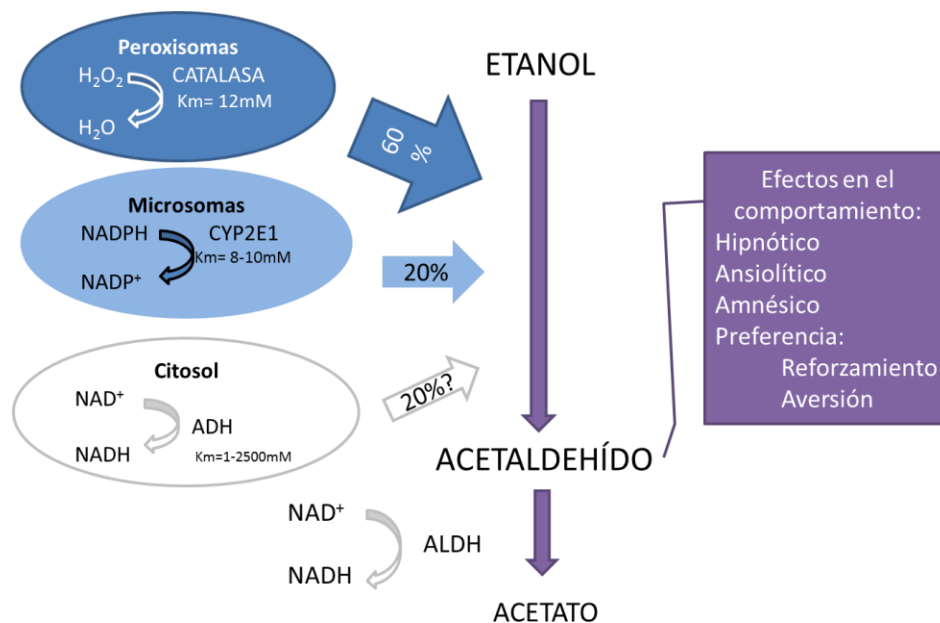 Peroxisomas
H₂O₂ CATALASA
Km= 12mM
H₂O
60
%
ETANOL
Microsomas
NADPH CYP2E1
Km= 8-10mM
NADP⁺
20%
Citosol
NAD⁺
ADH
NADH
Km=1-2500mM
20%?
ACETALDEHÍDO
NAD⁺
ALDH
NADH
ACETATO
Efectos en el
comportamiento:
Hipnótico
Ansiolítico
Amnésico
Preferencia:
Reforzamiento
Aversión